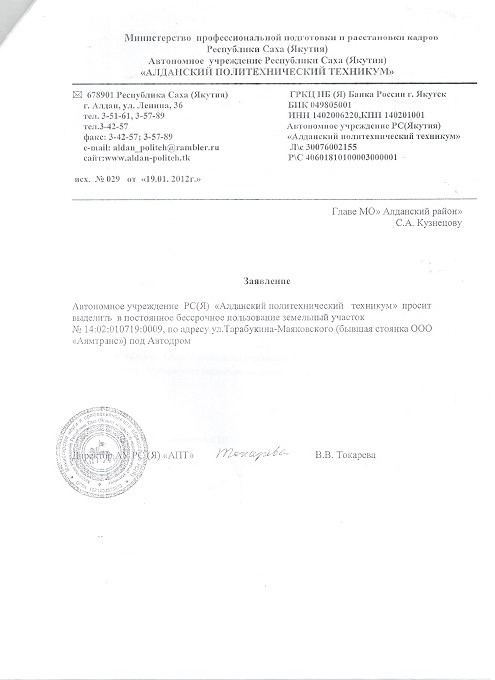 Министерство профессиональной подготовки и расстановки кадров
Республики Саха (Якутия)
Автономное учреждение Республики Саха (Якутия)
«АЛДАНСКИЙ ПОЛИТЕХНИЧЕСКИЙ ТЕХНИКУМ»
678901 Республика Саха (Якутия)
г. Алдан, ул. Ленина, 36
тел. 3-51-61, 3-57-89
тел.3-42-57
факс: 3-42-57; 3-57-89
e-mail: aldan_politeh@rambler.ru
сайт:www.aldan-politeh.tk
ГРКЦ НБ (Я) Банка России г. Якутск
БИК 049805001
ИНН 1402006220,КПП 140201001
Автономное учреждение РС(Якутия)
«Алданский политехнический техникум»
Л\с 30076002155
Р\С 40601810100003000001
исх. № 029 от «19.01. 2012г.»
Главе МО» Алданский район»
С.А. Кузнецову
Заявление
Автономное учреждение РС(Я) «Алданский политехнический техникум» просит
выделить в постоянное бессрочное пользование земельный участок
№ 14:02:010719:0009, по адресу ул.Тарабукина-Маяковского (бывшая стоянка ООО
«Аямтранс») под Автодром
Директор АУ РС(Я) «АПТ» Токарева В.В. Токарева